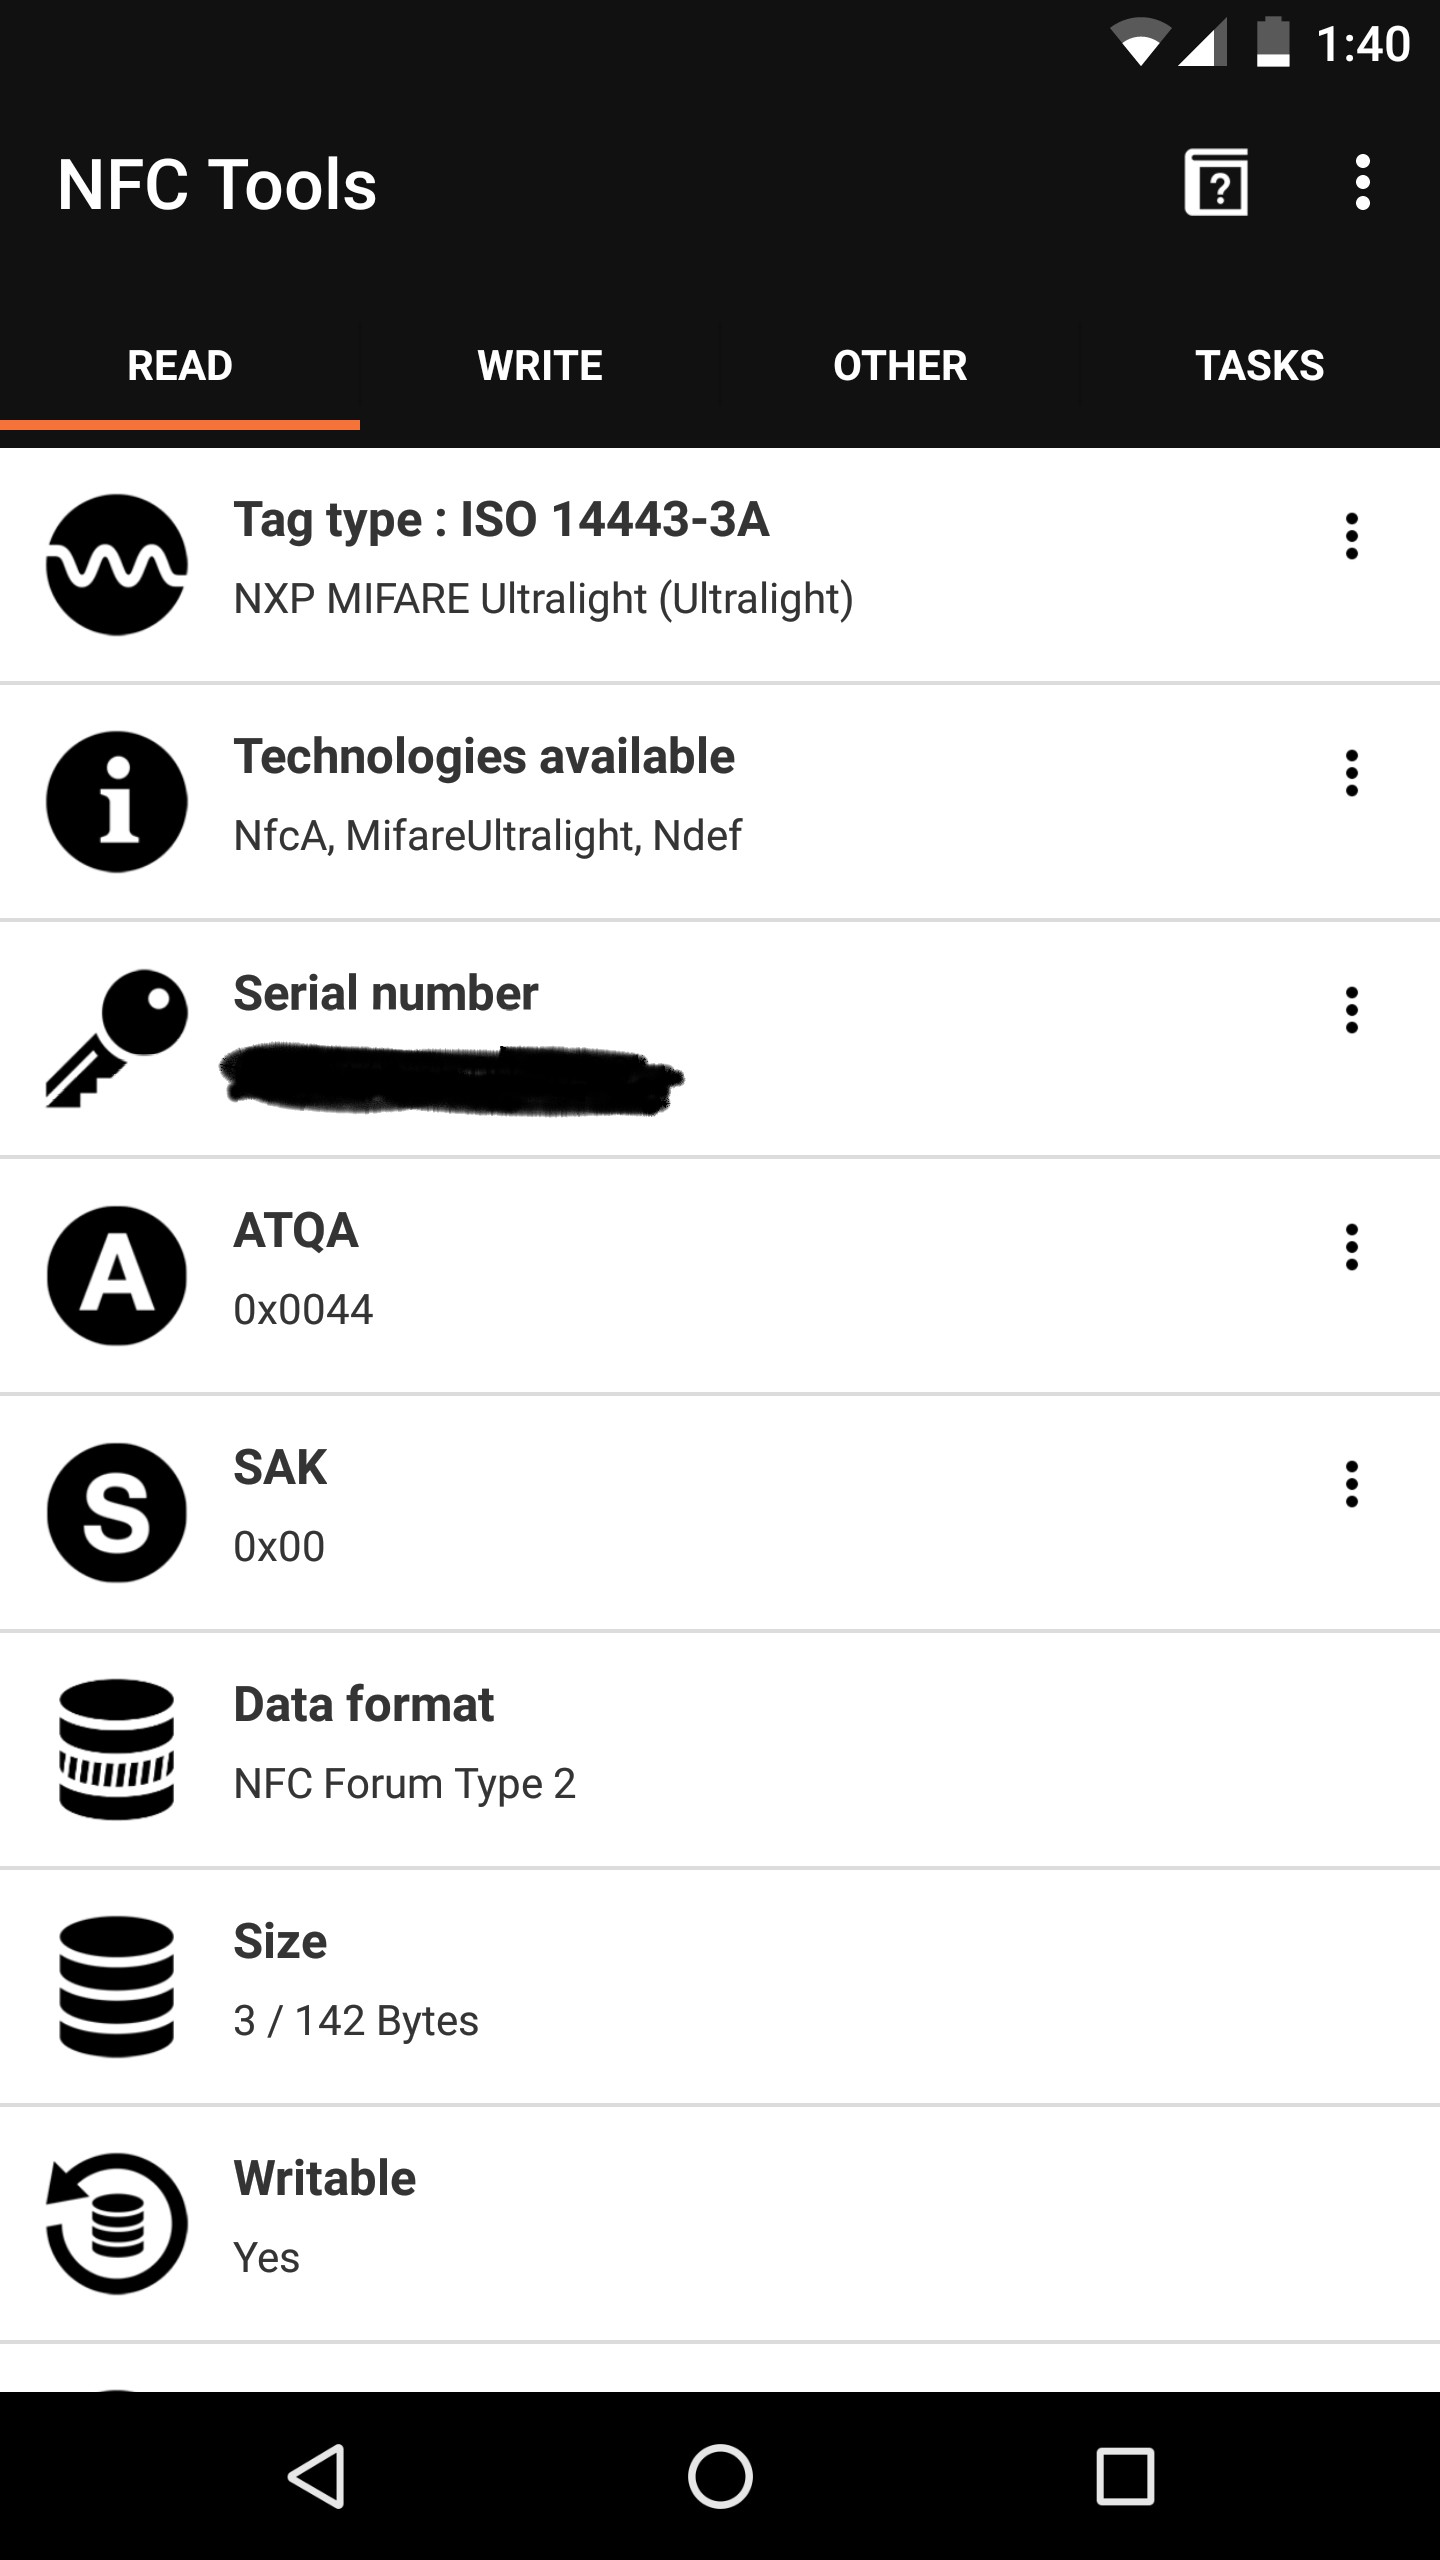 1:40
NFC Tools
READ WRITE OTHER TASKS
Tag type : ISO 14443-3A
NXP MIFARE Ultralight (Ultralight)
Technologies available
NfcA, MifareUltralight, Ndef
Serial number
ATQA
0x0044
SAK
0x00
Data format
NFC Forum Type 2
Size
3 / 142 Bytes
Writable
Yes